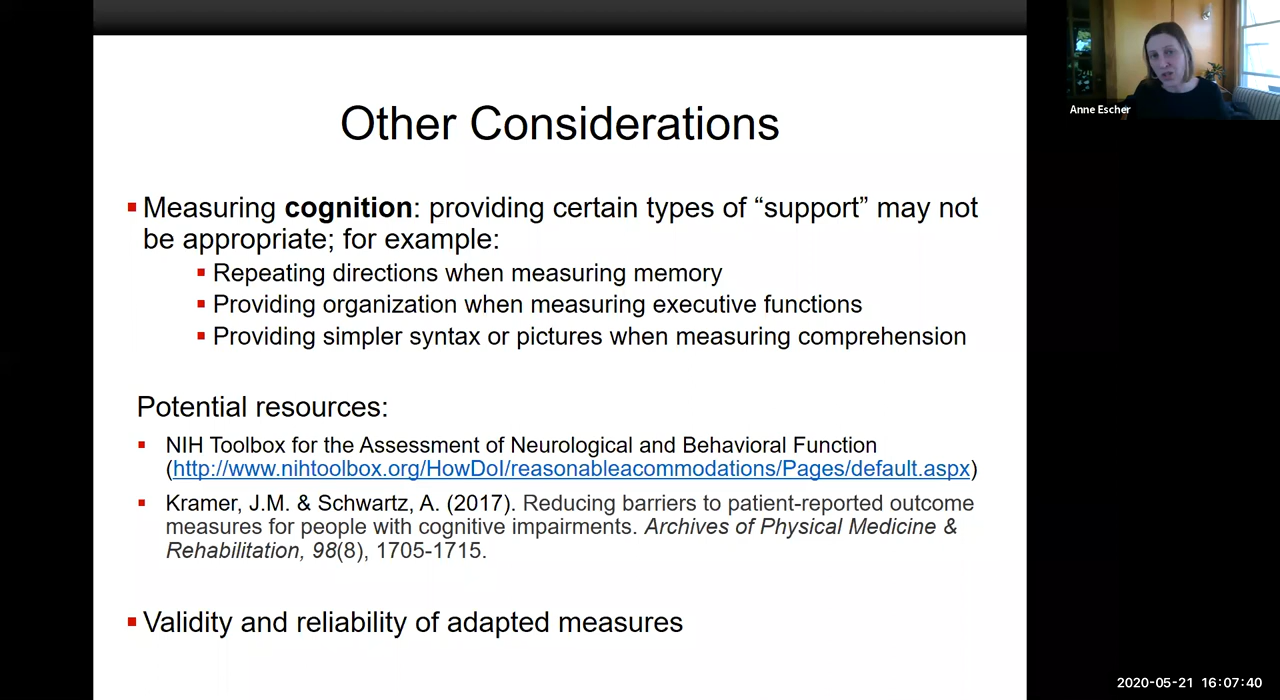 Other Considerations
Anne Escher
▪ Measuring cognition: providing certain types of “support” may not
be appropriate; for example:
▪ Repeating directions when measuring memory
▪ Providing organization when measuring executive functions
▪ Providing simpler syntax or pictures when measuring comprehension
Potential resources:
▪ NIH Toolbox for the Assessment of Neurological and Behavioral Function
(http://www.nihtoolbox.org/HowDoI/reasonableacommodations/Pages/default.aspx)
▪ Kramer, J.M. & Schwartz, A. (2017). Reducing barriers to patient-reported outcome
measures for people with cognitive impairments. Archives of Physical Medicine &
Rehabilitation, 98(8), 1705-1715.
▪ Validity and reliability of adapted measures
2020-05-21 16:07:40